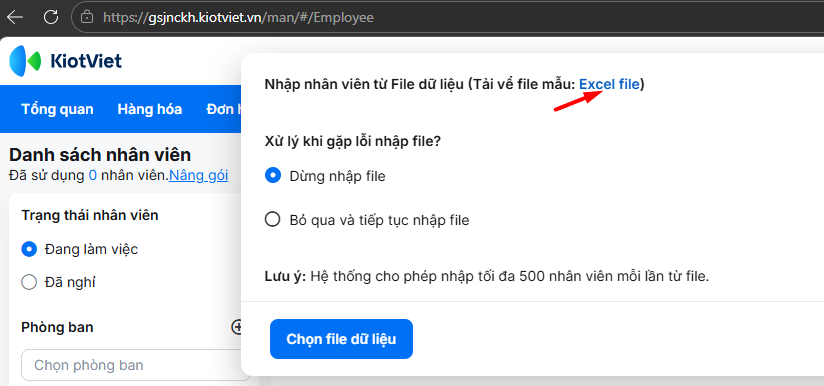 https://gsjnckh.kiotviet.vn/man/#/Employee
KiotViet
Nhập nhân viên từ File dữ liệu (Tải về file mẫu: Excel file)
Tổng quan Hàng hóa Đơn h
Xử lý khi gặp lỗi nhập file?
Danh sách nhân viên
Đã sử dụng 0 nhân viên.Nâng gói
Dừng nhập file
Trạng thái nhân viên
Bỏ qua và tiếp tục nhập file
Đang làm việc
Đã nghỉ
Lưu ý: Hệ thống cho phép nhập tối đa 500 nhân viên mỗi lần từ file.
Phòng ban
Chọn file dữ liệu
Chọn phòng ban